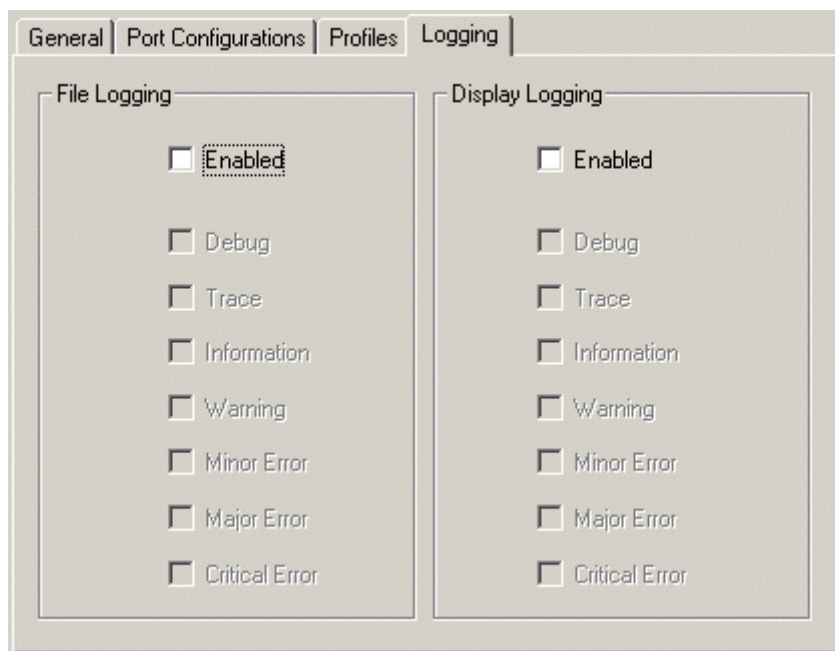 General Port Configurations Profiles Logging
File Logging
Enabled
Debug
Trace
Information
Warning
Minor Error
Major Error
Critical Error
Display Logging
Enabled
Debug
Trace
Information
Warning
Minor Error
Major Error
Critical Error